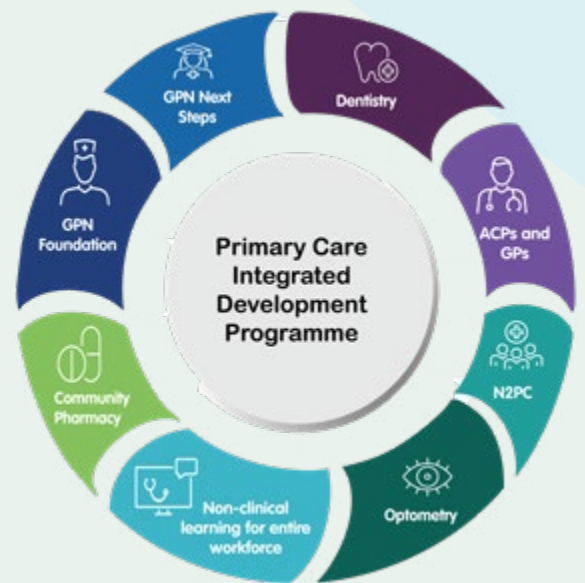 Primary Care
Integrated
Development
Programme
Dentistry
ACPs and
GPs
N2PC
Optometry
Non-clinical
learning for entire
workforce
Community
Pharmacy
GPN
Foundation
GPN Next
Steps